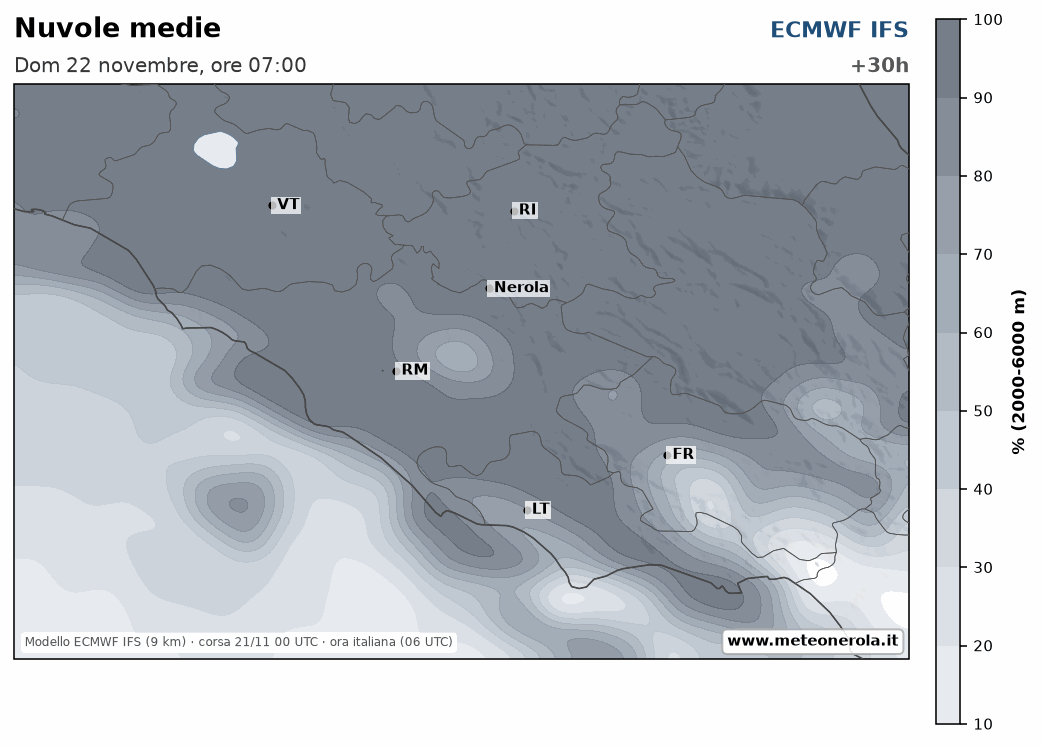 Nuvole medie
ECMWF IFS
Dom 22 novembre, ore 07:00
+30h
100
90
80
70
60
50
40
30
20
10
% (2000-6000 m)
VT
RI
Nerola
RM
FR
LT
Modello ECMWF IFS (9 km) · corsa 21/11 00 UTC · ora italiana (06 UTC)
www.meteonerola.it